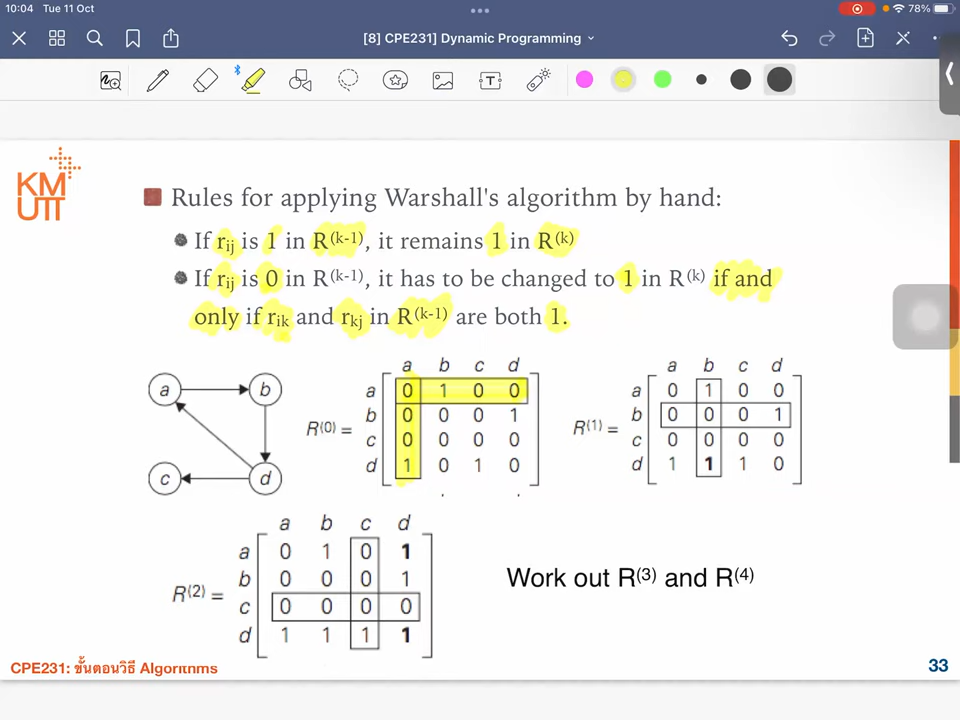 10:04 Tue 11 Oct
78%
[8] CPE231] Dynamic Programming
KM
UTT
Rules for applying Warshall's algorithm by hand:
If rij is 1 in R(k-1), it remains 1 in R(k)
If rij is 0 in R(k-1), it has to be changed to 1 in R(k) if and
only if rik and rkj in R(k-1) are both 1.
a b
c d
a b c d
R(0) =
a 0 1 0 0
b 0 0 0 1
c 0 0 0 0
d 1 0 1 0
a b c d
R(1) =
a 0 1 0 0
b 0 0 0 1
c 0 0 0 0
d 1 1 1 0
a b c d
R(2) =
a 0 1 0 1
b 0 0 0 1
c 0 0 0 0
d 1 1 1 1
Work out R(3) and R(4)
CPE231: ขั้นตอนวิธี Algorithms
33